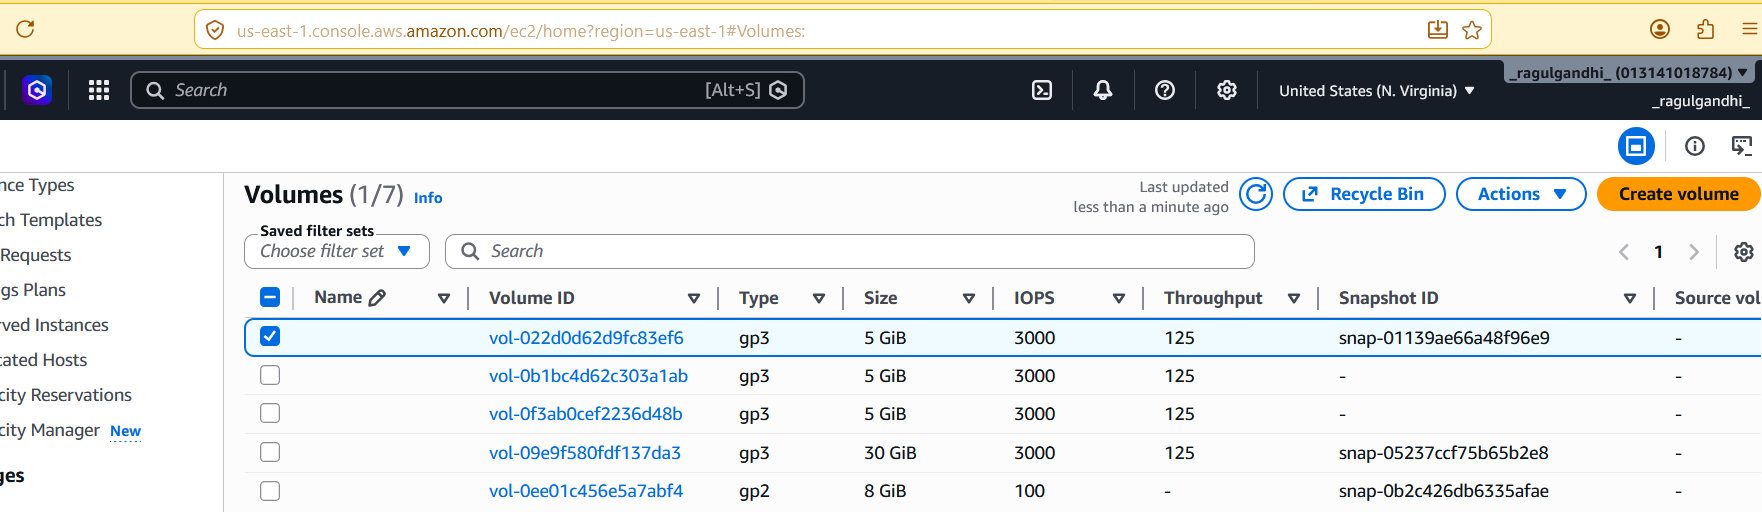 us-east-1.console.aws.amazon.com/ec2/home?region=us-east-1#Volumes:
Search [Alt+S]
United States (N. Virginia)
_ragulgandhi_ (013141018784)
_ragulgandhi_
nce Types
ch Templates
Requests
gs Plans
rved Instances
cated Hosts
city Reservations
city Manager New
ges
Volumes (1/7) Info
Last updated
less than a minute ago
Recycle Bin
Actions
Create volume
Saved filter sets
Choose filter set
Search
1
Name Volume ID Type Size IOPS Throughput Snapshot ID Source vol
vol-022d0d62d9fc83ef6 gp3 5 GiB 3000 125 snap-01139ae66a48f96e9 -
vol-0b1bc4d62c303a1ab gp3 5 GiB 3000 125 - -
vol-0f3ab0cef2236d48b gp3 5 GiB 3000 125 - -
vol-09e9f580fdf137da3 gp3 30 GiB 3000 125 snap-05237ccf75b65b2e8 -
vol-0ee01c456e5a7abf4 gp2 8 GiB 100 - snap-0b2c426db6335afae -